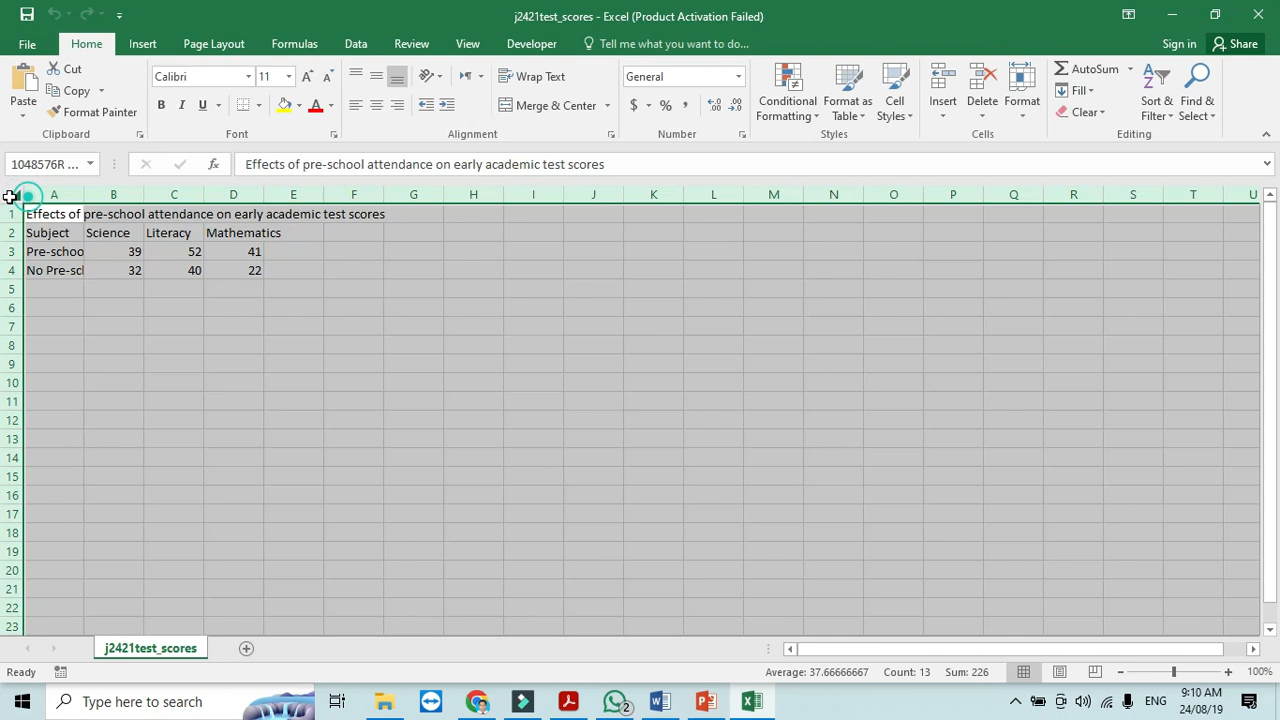 j2421test_scores - Excel (Product Activation Failed)
File Home Insert Page Layout Formulas Data Review View Developer Tell me what you want to do... Sign in Share
Paste
Cut
Copy
Format Painter
Clipboard
Calibri 11
B I U A
Font
Wrap Text
Merge & Center
Alignment
General
$ % ,
Number
Conditional Formatting
Format as Table
Cell Styles
Styles
Insert
Delete
Format
Cells
AutoSum
Fill
Clear
Sort & Filter
Find & Select
Editing
1048576R ... fx Effects of pre-school attendance on early academic test scores
A B C D E F G H I J K L M N O P Q R S T U
1 Effects of pre-school attendance on early academic test scores
2 Subject Science Literacy Mathematics
3 Pre-schoo 39 52 41
4 No Pre-scl 32 40 22
5
6
7
8
9
10
11
12
13
14
15
16
17
18
19
20
21
22
23
j2421test_scores
Ready Average: 37.66666667 Count: 13 Sum: 226 100%
Type here to search 2 ENG 9:10 AM
24/08/19